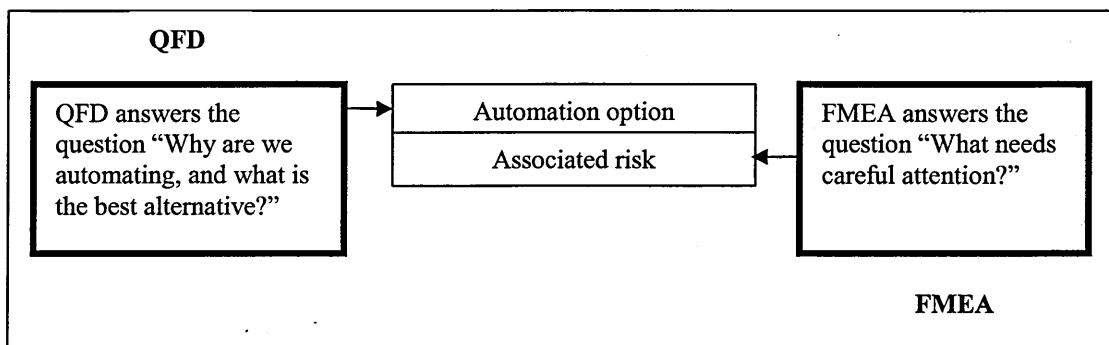 QFD
QFD answers the
question “Why are we
automating, and what is
the best alternative?”
Automation option
Associated risk
FMEA answers the
question “What needs
careful attention?”
FMEA